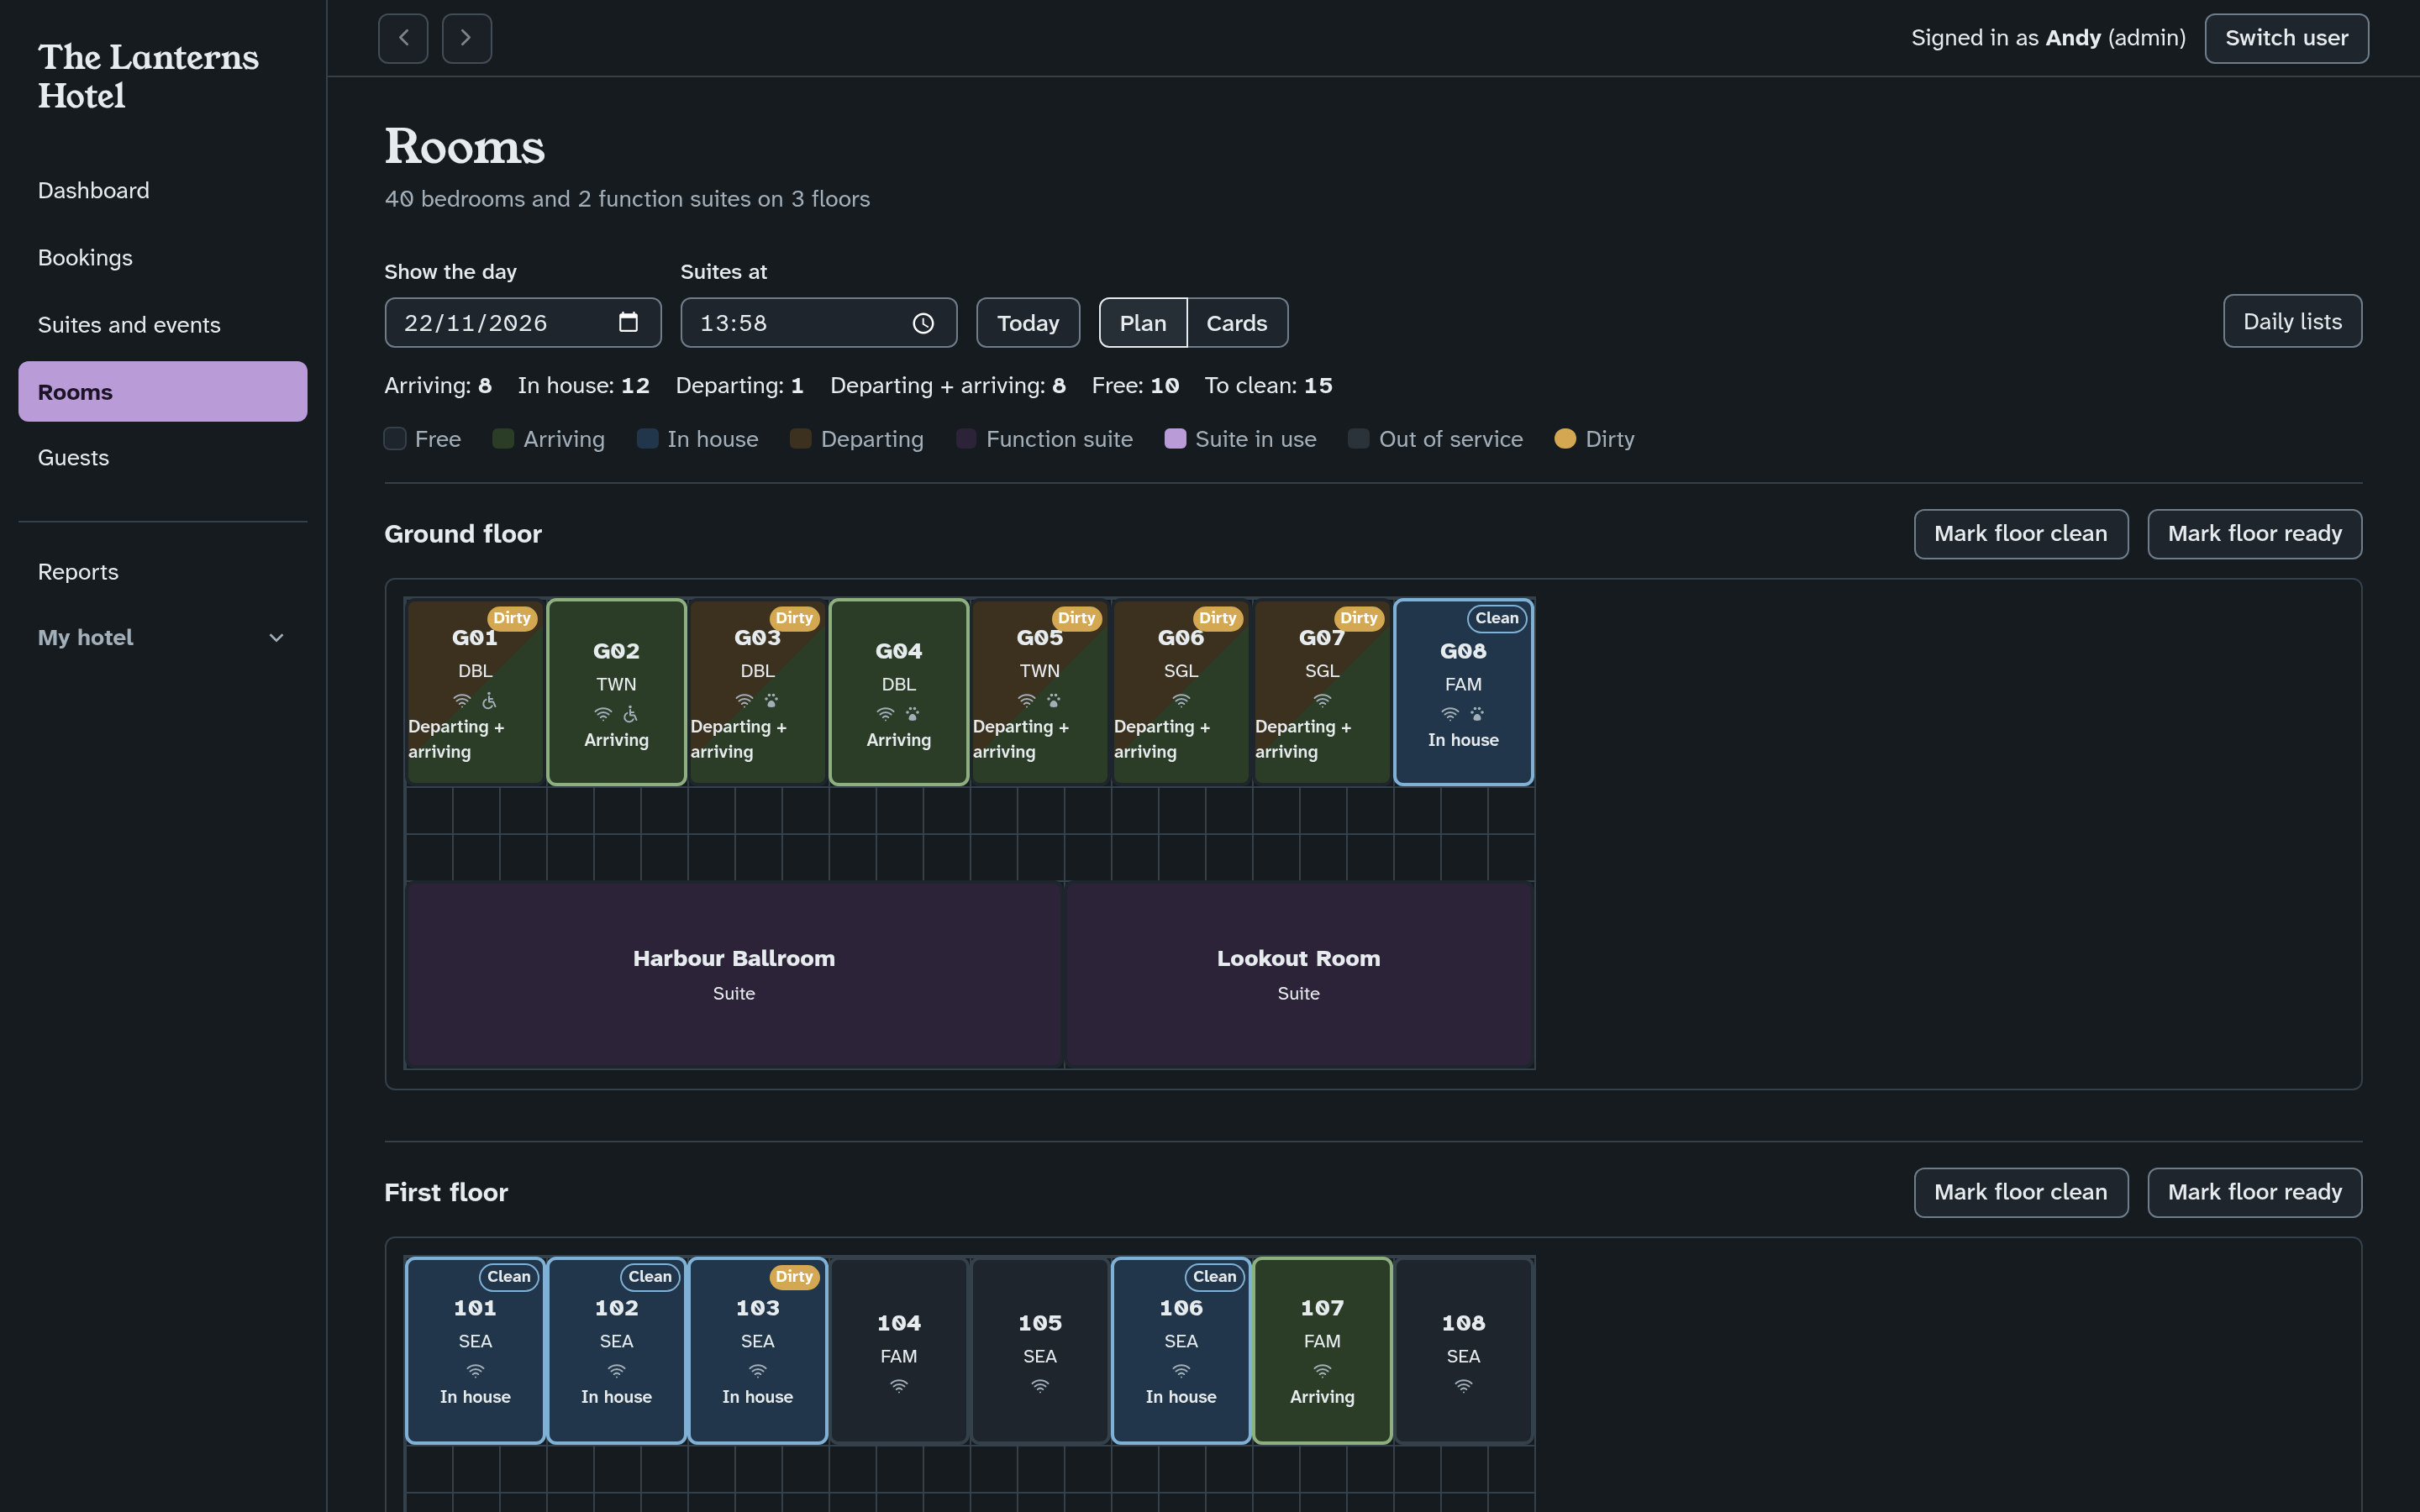 The Lanterns
Hotel
Dashboard
Bookings
Suites and events
Rooms
Guests
Reports
My hotel
Signed in as Andy (admin)
Switch user
Rooms
40 bedrooms and 2 function suites on 3 floors
Show the day
Suites at
22/11/2026
13:58
Today
Plan
Cards
Daily lists
Arriving: 8 In house: 12 Departing: 1 Departing + arriving: 8 Free: 10 To clean: 15
Free Arriving In house Departing Function suite Suite in use Out of service Dirty
Ground floor
Mark floor clean
Mark floor ready
Dirty
G01
DBL
Departing +
arriving
G02
TWN
Arriving
Dirty
G03
DBL
Departing +
arriving
G04
DBL
Arriving
Dirty
G05
TWN
Departing +
arriving
Dirty
G06
SGL
Departing +
arriving
Dirty
G07
SGL
Departing +
arriving
Clean
G08
FAM
In house
Harbour Ballroom
Suite
Lookout Room
Suite
First floor
Mark floor clean
Mark floor ready
Clean
101
SEA
In house
Clean
102
SEA
In house
Dirty
103
SEA
In house
104
FAM
105
SEA
Clean
106
SEA
In house
107
FAM
Arriving
108
SEA